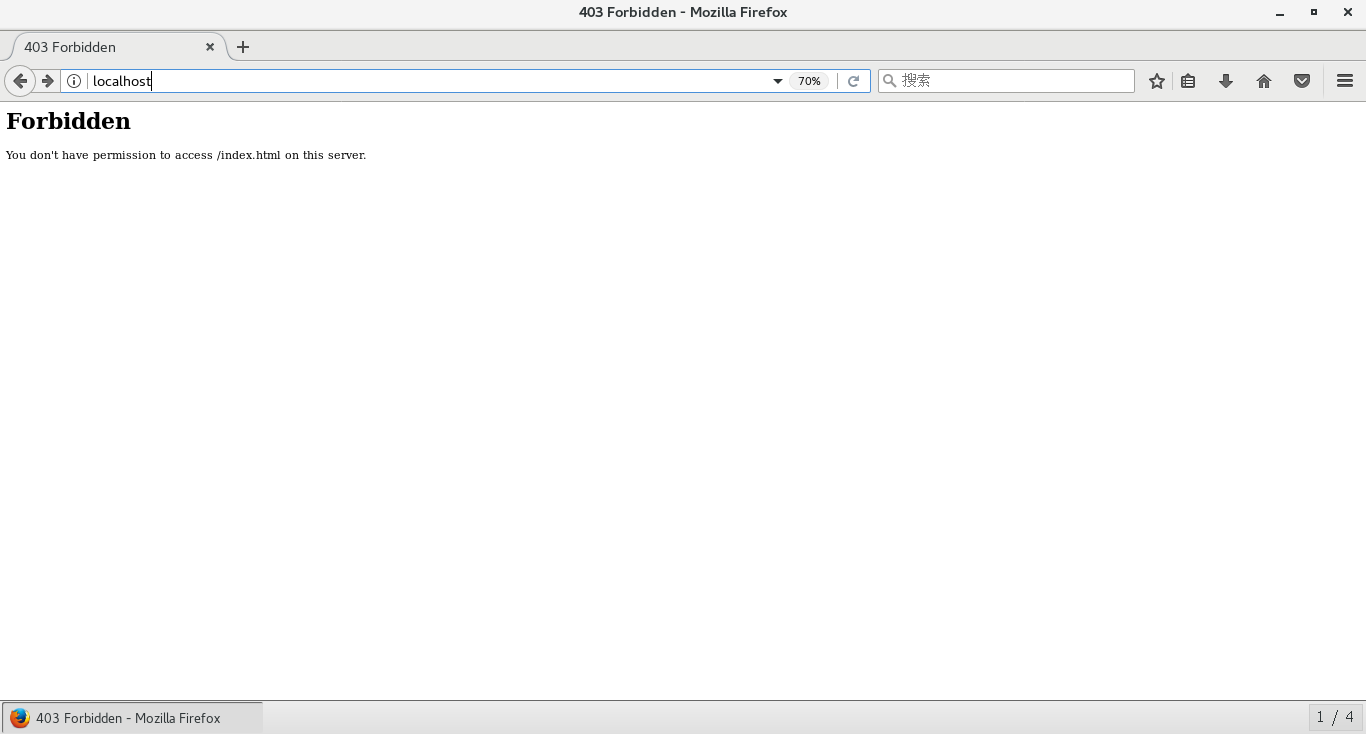 403 Forbidden - Mozilla Firefox
403 Forbidden
localhost
70%
搜索
Forbidden
You don't have permission to access /index.html on this server.
403 Forbidden - Mozilla Firefox
1 / 4